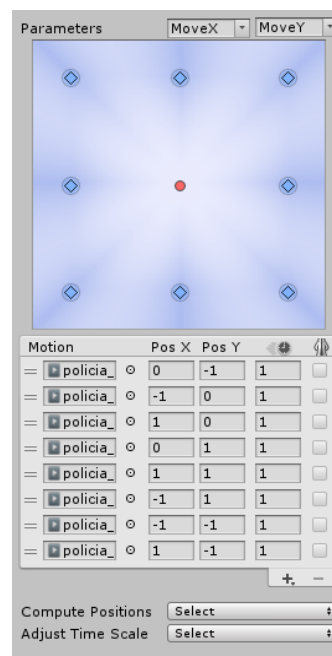 Parameters MoveX MoveY
Motion Pos X Pos Y
policia_ 0 -1 1
policia_ -1 0 1
policia_ 1 0 1
policia_ 0 1 1
policia_ 1 1 1
policia_ -1 1 1
policia_ -1 -1 1
policia_ 1 -1 1
Compute Positions Select
Adjust Time Scale Select